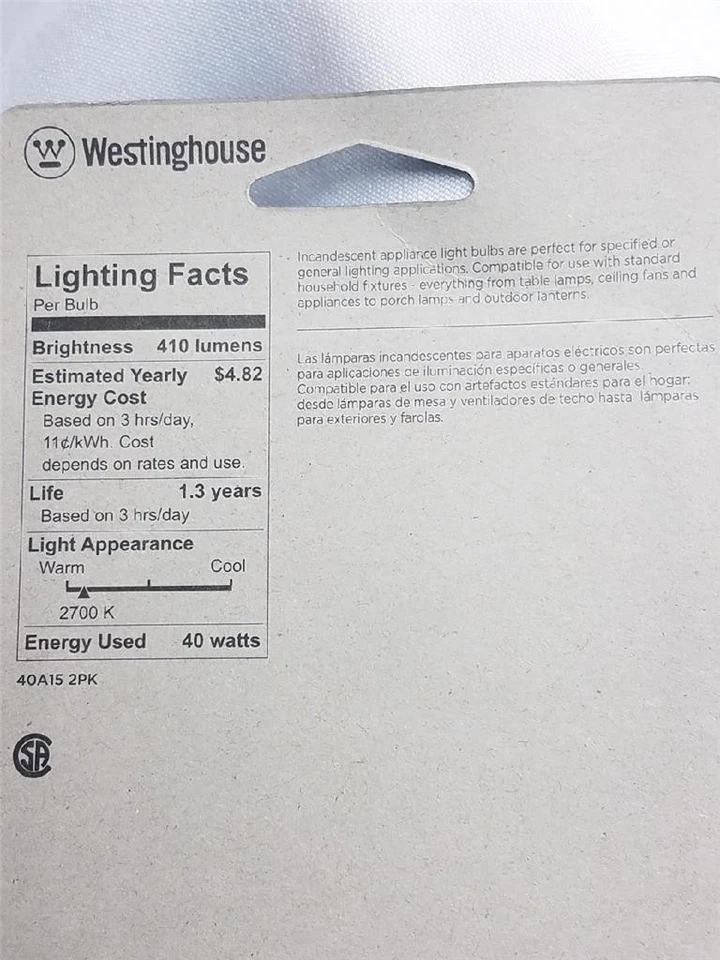 Westinghouse
Lighting Facts
Per Bulb
Brightness 410 lumens
Estimated Yearly $4.82
Energy Cost
Based on 3 hrs/day,
11¢/kWh. Cost
depends on rates and use.
Life 1.3 years
Based on 3 hrs/day
Light Appearance
Warm Cool
2700 K
Energy Used 40 watts
40A15 2PK
Incandescent appliance light bulbs are perfect for specified or
general lighting applications. Compatible for use with standard
household fixtures - everything from table lamps, ceiling fans and
appliances to porch lamps and outdoor lanterns.
Las lámparas incandescentes para aparatos eléctricos son perfectas
para aplicaciones de iluminación específicas o generales.
Compatible para el uso con artefactos estándares para el hogar;
desde lámparas de mesa y ventiladores de techo hasta lámparas
para exteriores y farolas.
SA